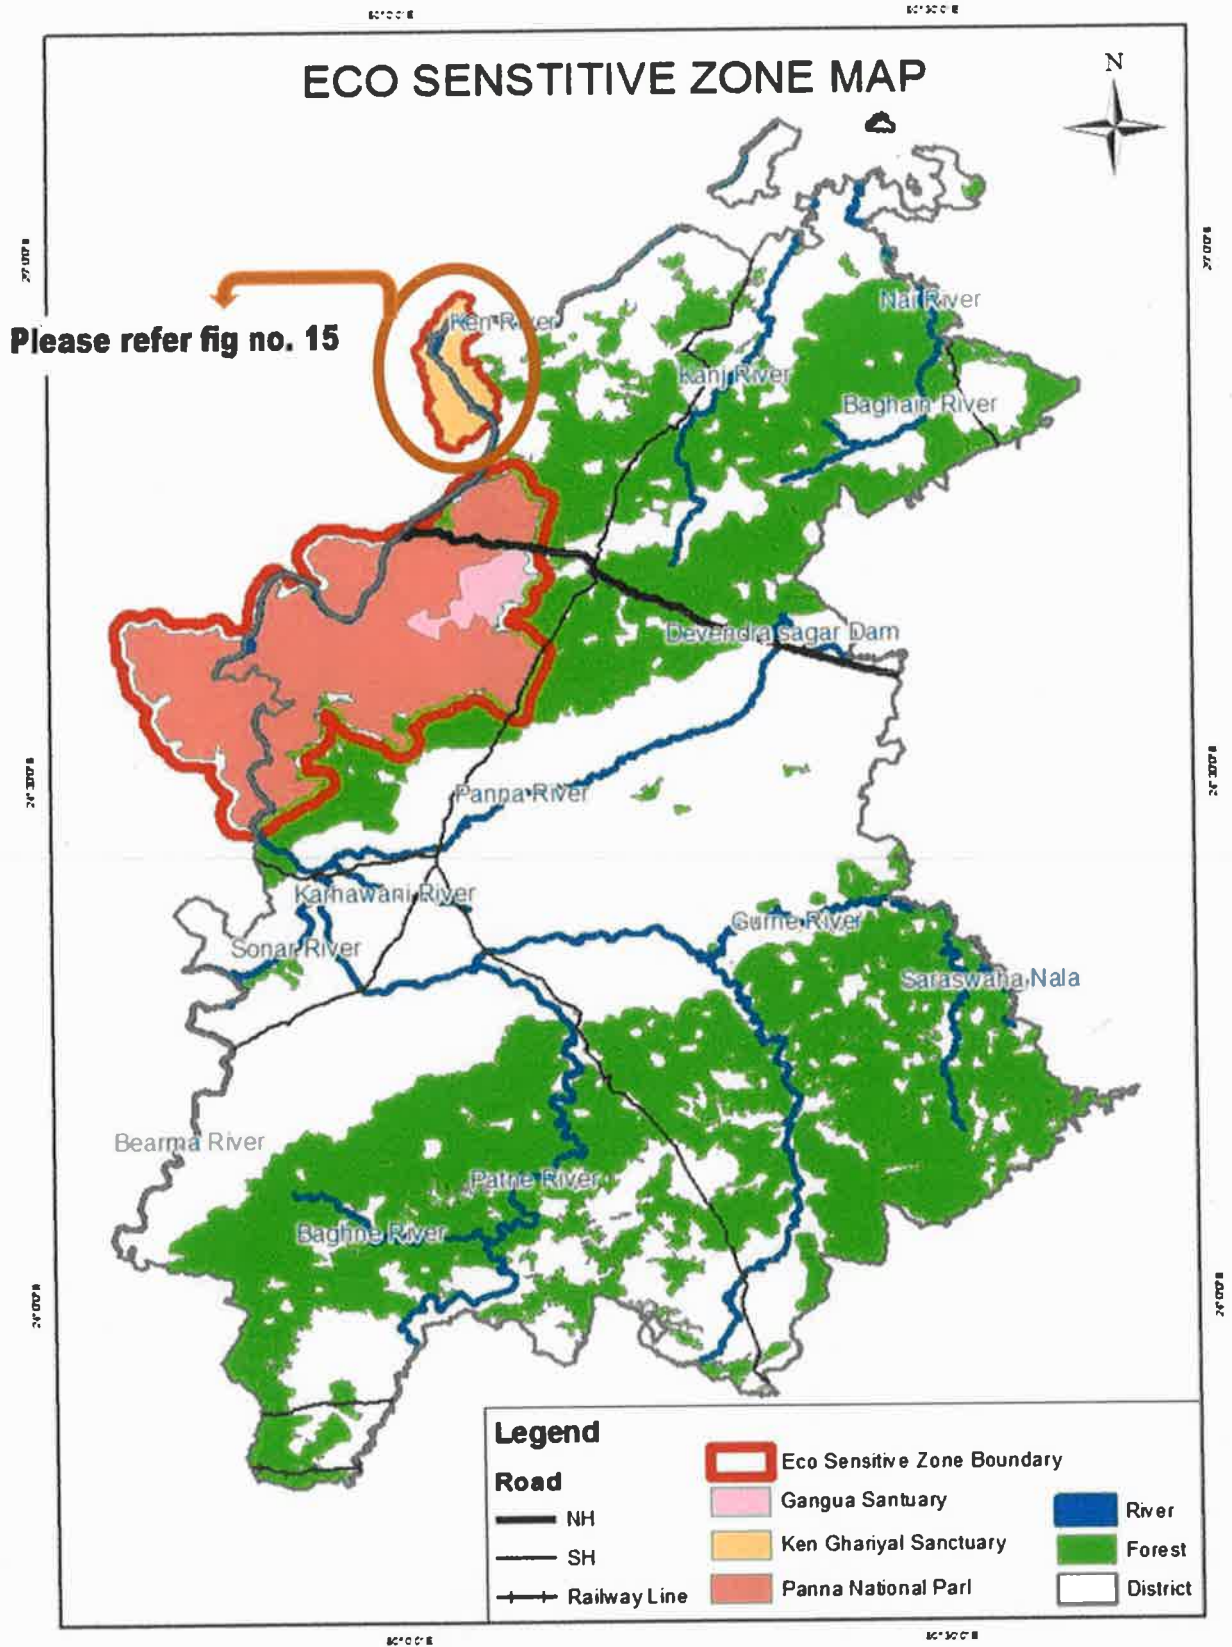 ECO SENSTITIVE ZONE MAP
N
Please refer fig no. 15
Ken River
Nai River
Kanj River
Baghain River
Devendra sagar Dam
Panna River
Karhawani River
Gurne River
Sonar River
Saraswaha Nala
Bearma River
Patne River
Baghne River
Legend
Road
NH
SH
Railway Line
Eco Sensitive Zone Boundary
Gangua Santuary
Ken Ghariyal Sanctuary
Panna National Parl
River
Forest
District